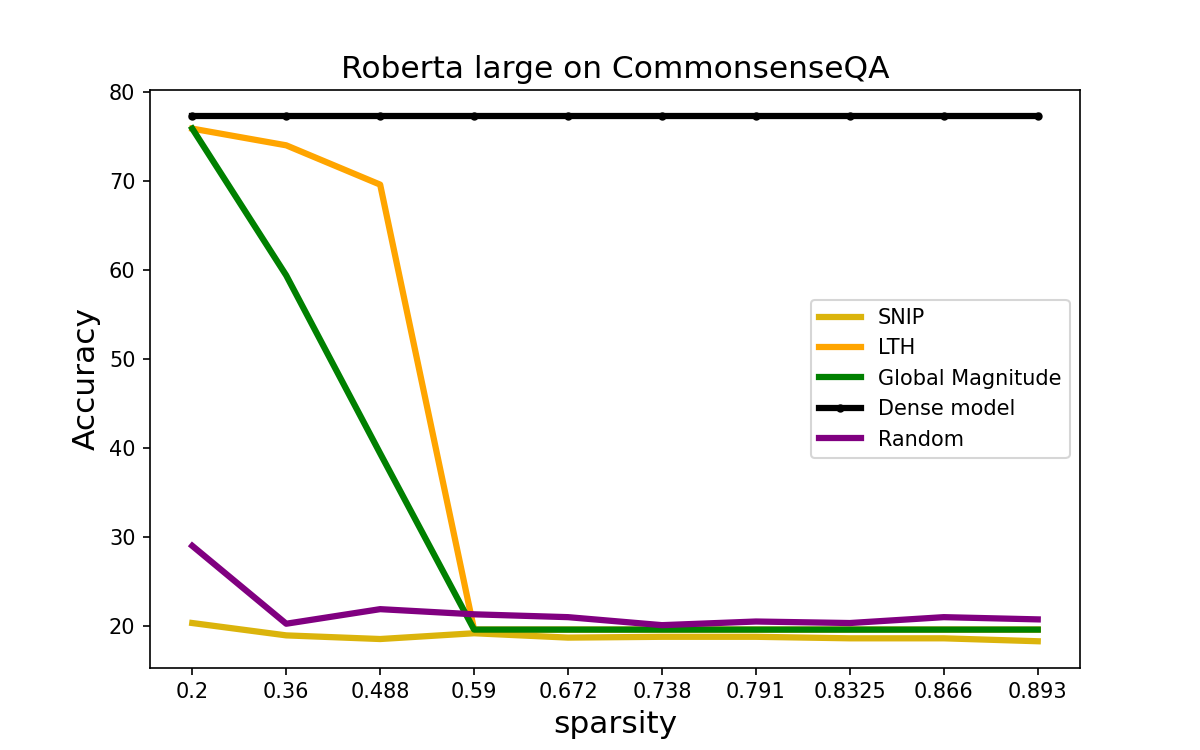 Roberta large on CommonsenseQA
Accuracy
80
70
60
50
40
30
20
SNIP
LTH
Global Magnitude
Dense model
Random
0.2 0.36 0.488 0.59 0.672 0.738 0.791 0.8325 0.866 0.893
sparsity